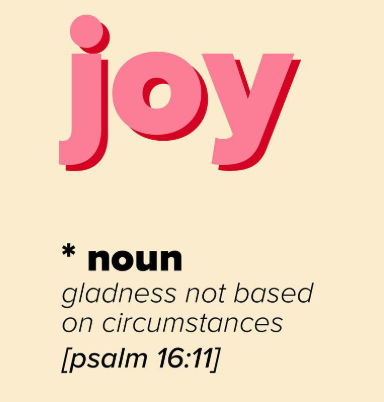 joy
* noun
gladness not based
on circumstances
[psalm 16:11]